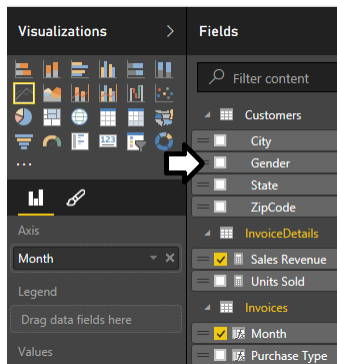 Visualizations
Fields
Filter content
Customers
City
Gender
State
ZipCode
InvoiceDetails
Sales Revenue
Units Sold
Invoices
Month
Purchase Type
123
...
Axis
Month
Legend
Drag data fields here
Values